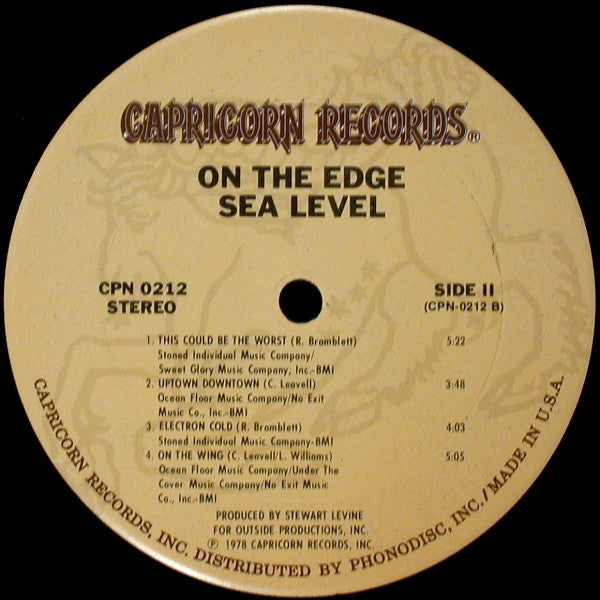 CAPRICORN RECORDS®
ON THE EDGE
SEA LEVEL
CPN 0212
STEREO
SIDE II
(CPN-0212 B)
1. THIS COULD BE THE WORST (R. Bramblett) 5:22
Stoned Individual Music Company/
Sweet Glory Music Company, Inc.-BMI
2. UPTOWN DOWNTOWN (C. Leavell) 3:48
Ocean Floor Music Company/No Exit
Music Co., Inc-BMI
3. ELECTRON COLD (R. Bramblett) 4:03
Stoned Individual Music Company-BMI
4. ON THE WING (C. Leavell/L. Williams) 5:05
Ocean Floor Music Company/Under The
Cover Music Company/No Exit Music
Co., Inc-BMI
PRODUCED BY STEWART LEVINE
FOR OUTSIDE PRODUCTIONS, INC.
℗ 1978 CAPRICORN RECORDS, INC.
CAPRICORN RECORDS, INC. DISTRIBUTED BY PHONODISC, INC./MADE IN U.S.A.